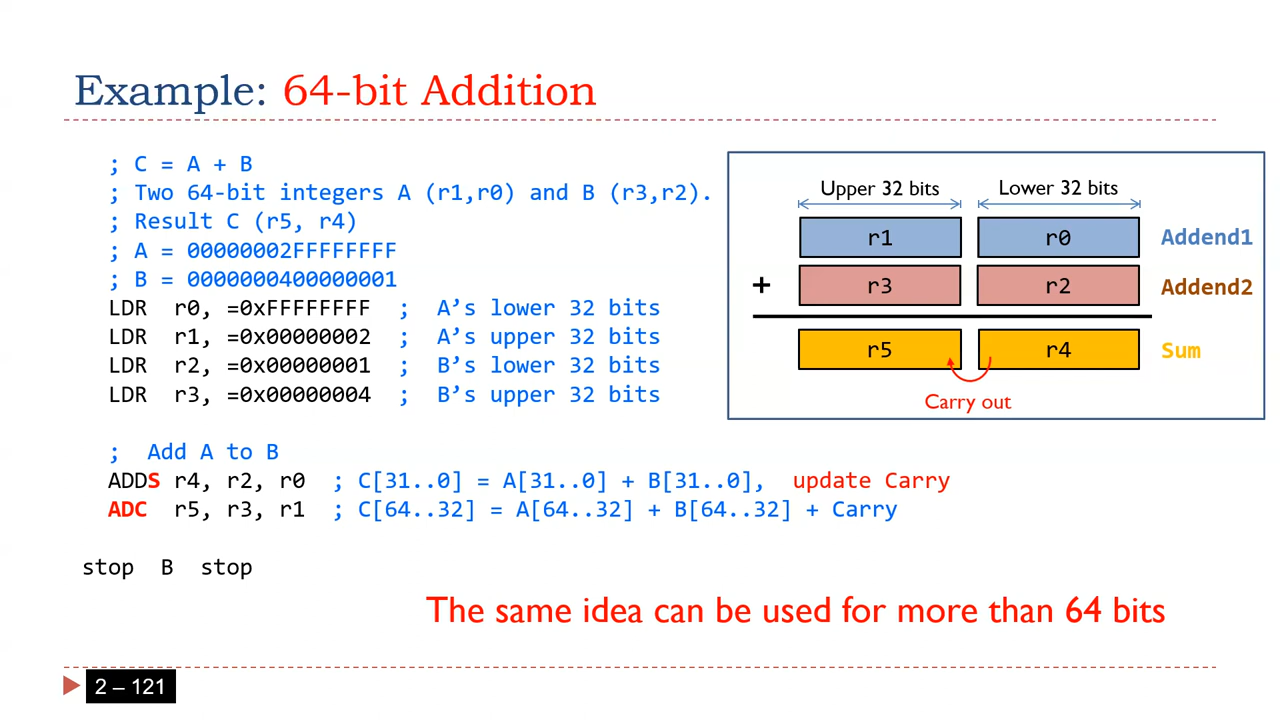 Example: 64-bit Addition
; C = A + B
; Two 64-bit integers A (r1,r0) and B (r3,r2).
; Result C (r5, r4)
; A = 00000002FFFFFFFF
; B = 0000000400000001
LDR r0, =0xFFFFFFFF ; A’s lower 32 bits
LDR r1, =0x00000002 ; A’s upper 32 bits
LDR r2, =0x00000001 ; B’s lower 32 bits
LDR r3, =0x00000004 ; B’s upper 32 bits
; Add A to B
ADDS r4, r2, r0 ; C[31..0] = A[31..0] + B[31..0], update Carry
ADC r5, r3, r1 ; C[64..32] = A[64..32] + B[64..32] + Carry
stop B stop
Upper 32 bits Lower 32 bits
r1 r0 Addend1
+ r3 r2 Addend2
r5 r4 Sum
Carry out
The same idea can be used for more than 64 bits
2 – 121